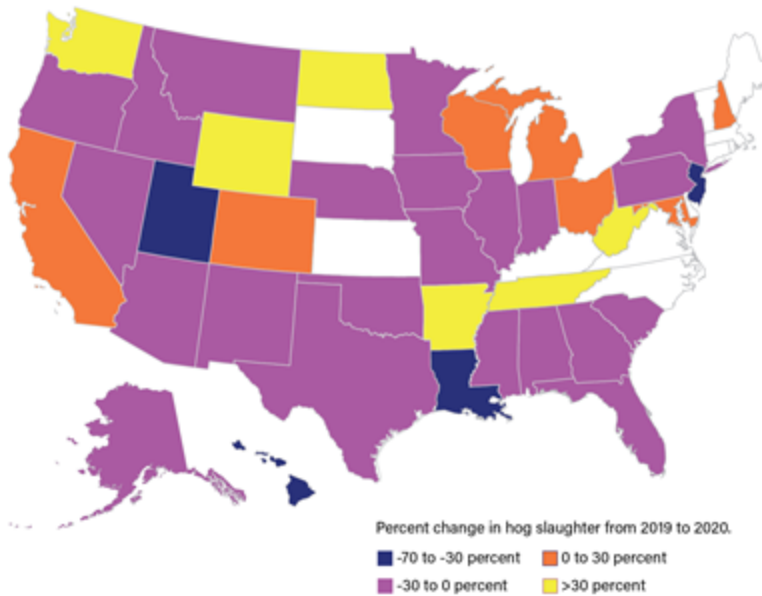 Percent change in hog slaughter from 2019 to 2020.
-70 to -30 percent
0 to 30 percent
-30 to 0 percent
>30 percent